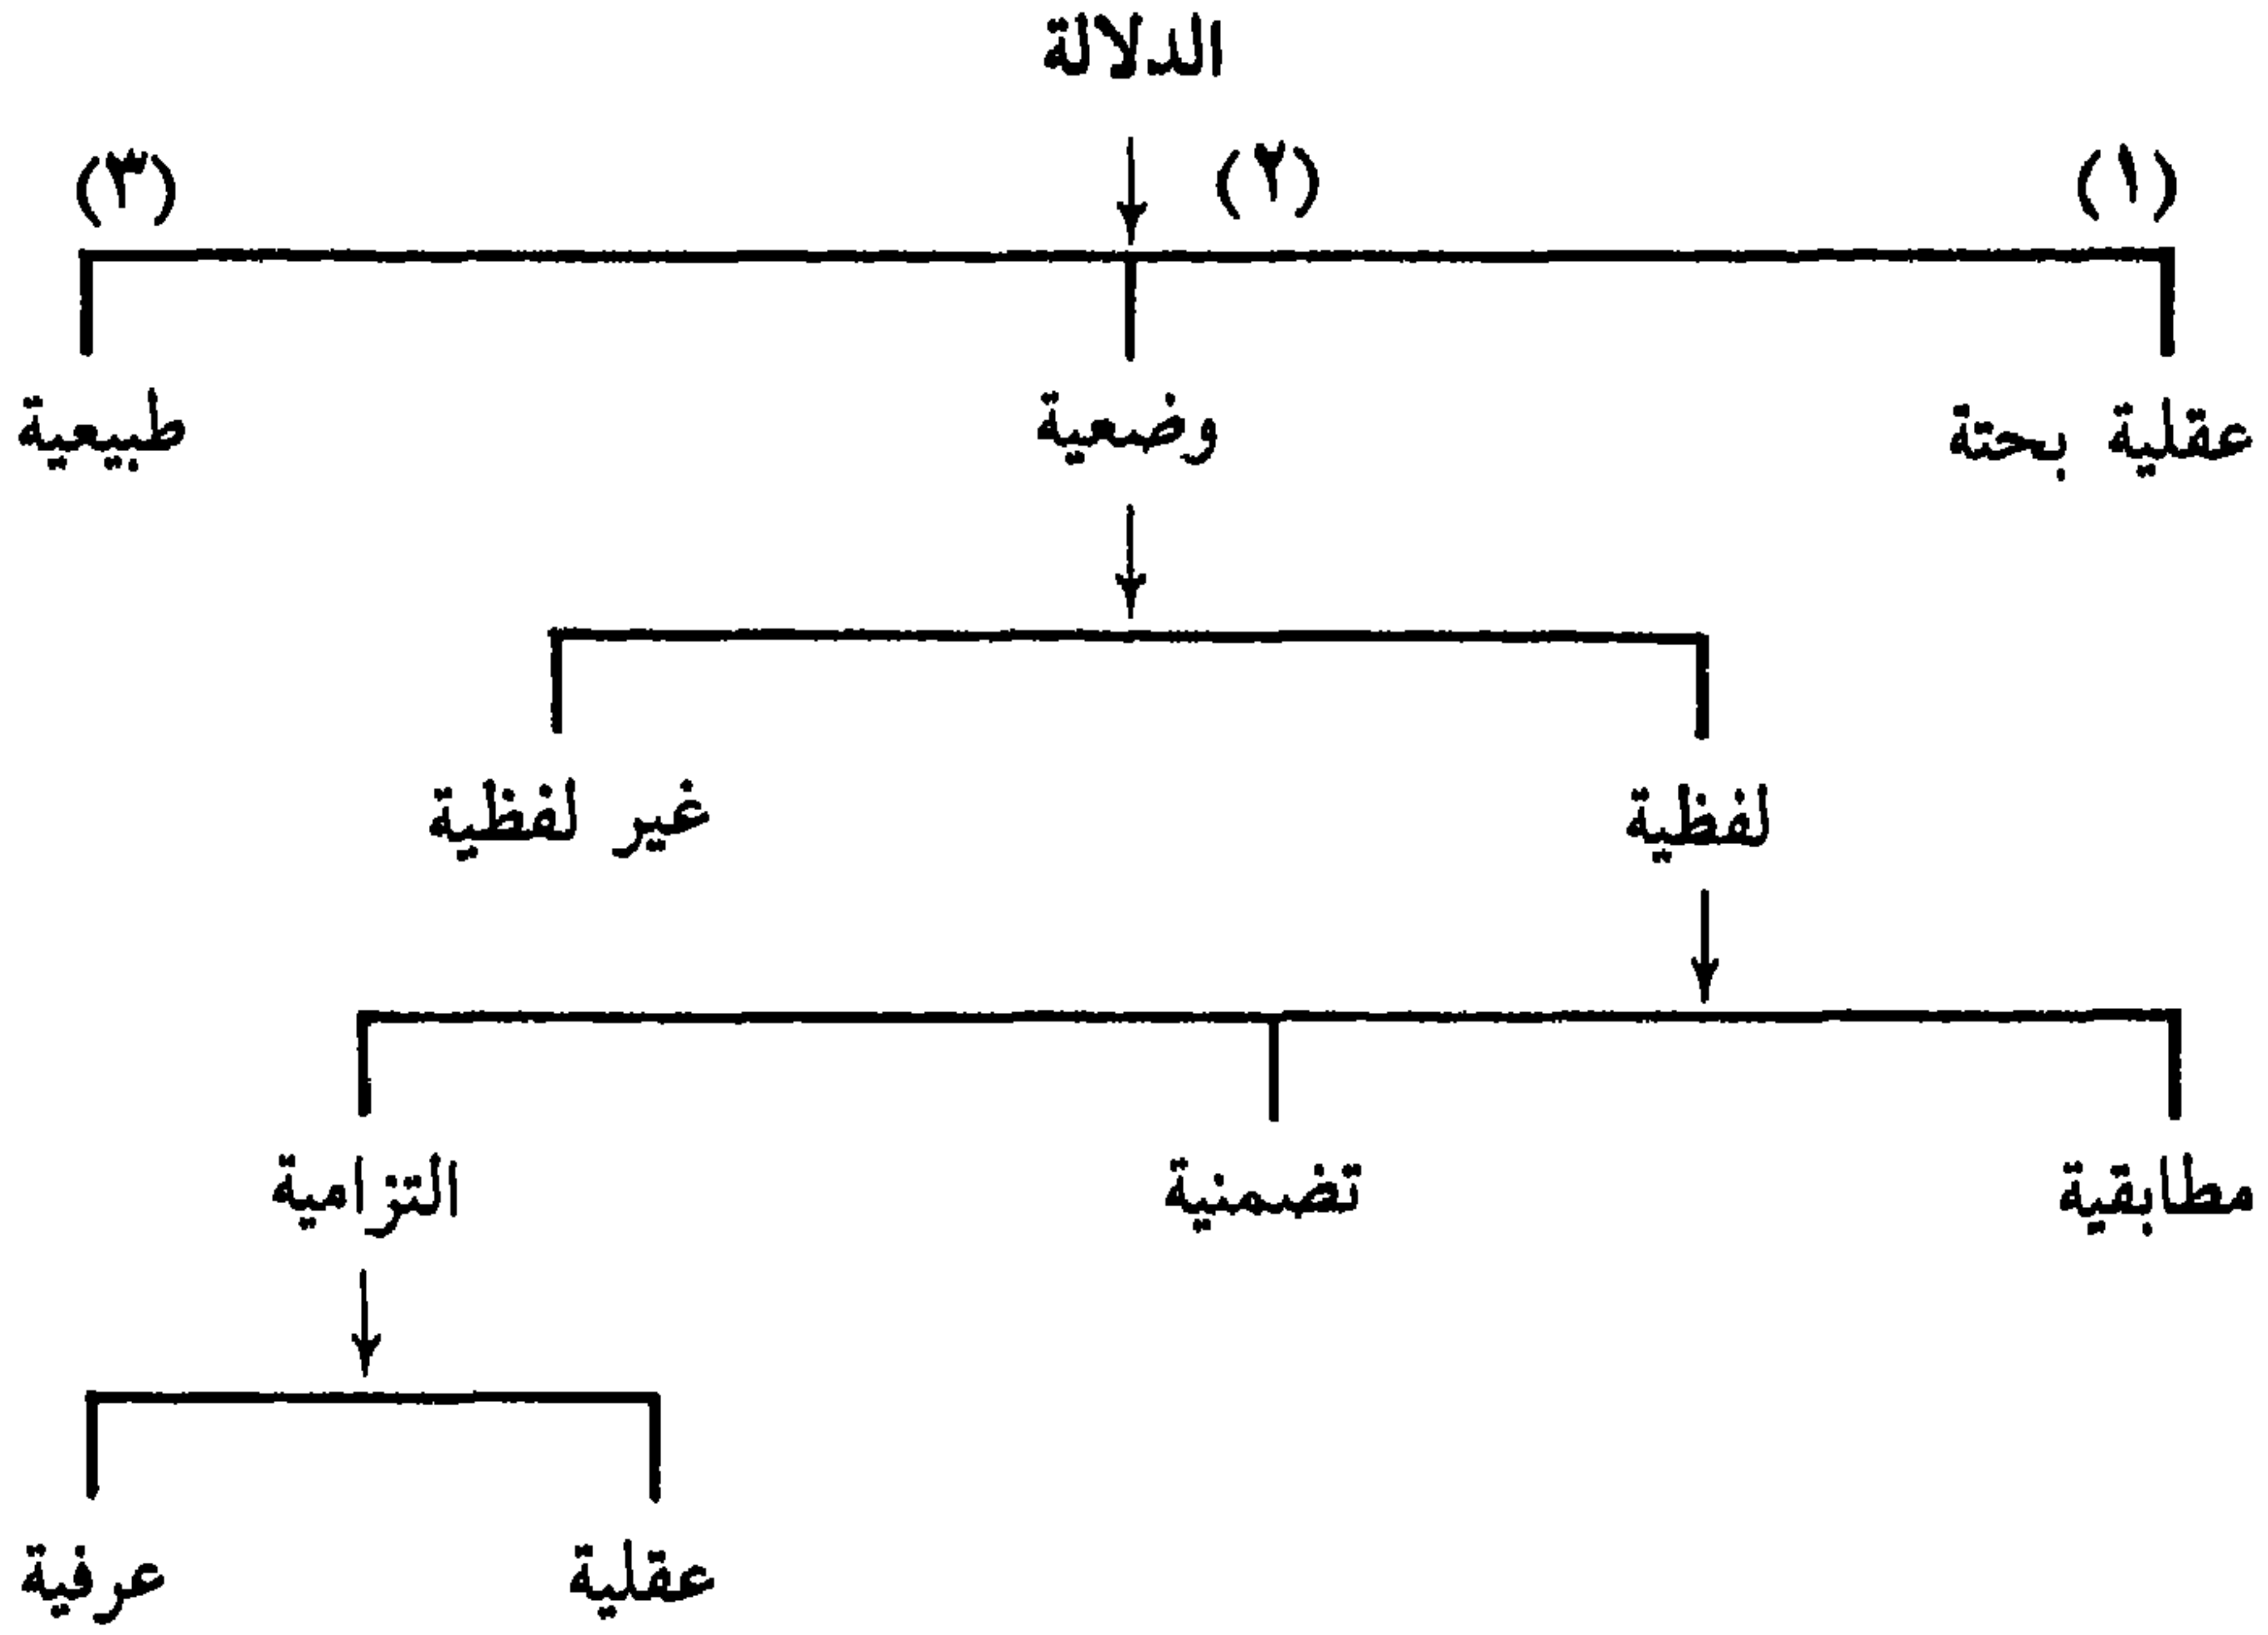 الدلالة
(١) (٢) (٣)
عقلية بحتة وضعية طبيعية
لفظية غير لفظية
مطابقية تضمنية التزامية
عقلية عرفية